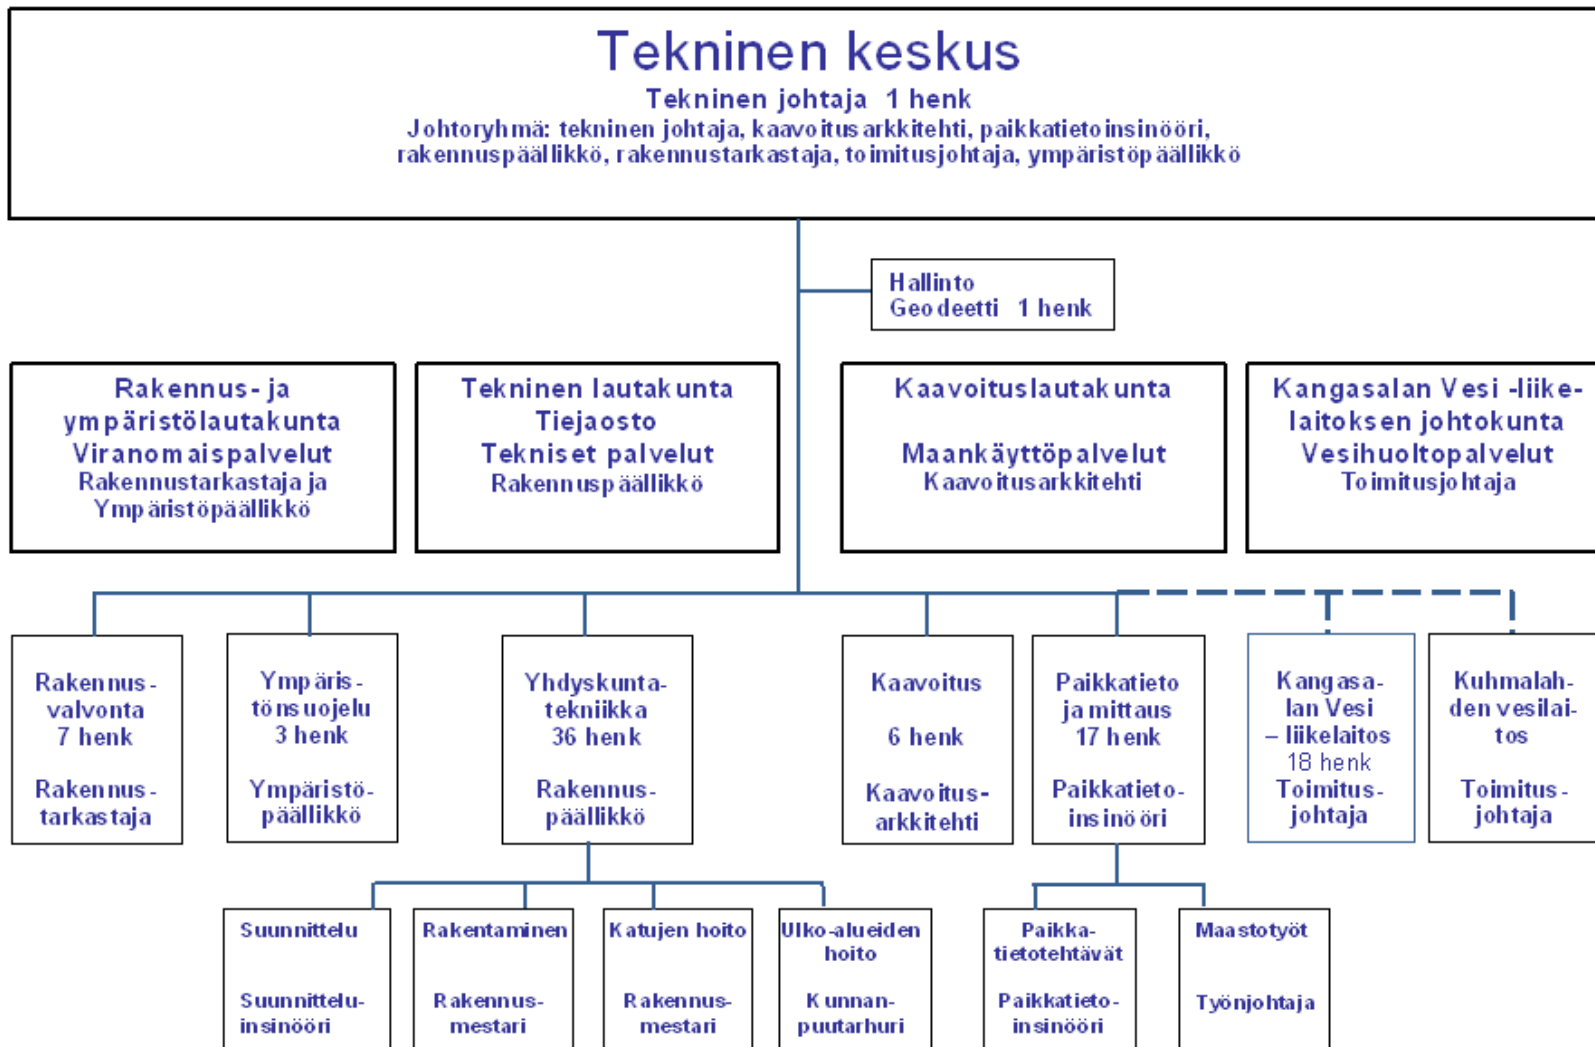 Tekninen keskus
Tekninen johtaja 1 henk
Johtoryhmä: tekninen johtaja, kaavoitusarkkitehti, paikkatietoinsinööri,
rakennuspäällikkö, rakennustarkastaja, toimitusjohtaja, ympäristöpäällikkö
Hallinto
Geodeetti 1 henk
Rakennus- ja
ympäristölautakunta
Viranomaispalvelut
Rakennustarkastaja ja
Ympäristöpäällikkö
Tekninen lautakunta
Tiejaosto
Tekniset palvelut
Rakennuspäällikkö
Kaavoituslautakunta
Maankäyttöpalvelut
Kaavoitusarkkitehti
Kangasalan Vesi -liike-
laitoksen johtokunta
Vesihuoltopalvelut
Toimitusjohtaja
Rakennus-
valvonta
7 henk
Rakennus-
tarkastaja
Ympäris-
tönsuojelu
3 henk
Ympäristö-
päällikkö
Yhdyskunta-
tekniikka
36 henk
Rakennus-
päällikkö
Kaavoitus
6 henk
Kaavoitus-
arkkitehti
Paikkatieto
ja mittaus
17 henk
Paikkatieto-
insinööri
Kangasa-
lan Vesi
– liikelaitos
18 henk
Toimitus-
johtaja
Kuhmalah-
den vesilai-
tos
Toimitus-
johtaja
Suunnittelu
Suunnittelu-
insinööri
Rakentaminen
Rakennus-
mestari
Katujen hoito
Rakennus-
mestari
Ulko-alueiden
hoito
Kunnan-
puutarhuri
Paikka-
tietotehtävät
Paikkatieto-
insinööri
Maastotyöt
Työnjohtaja